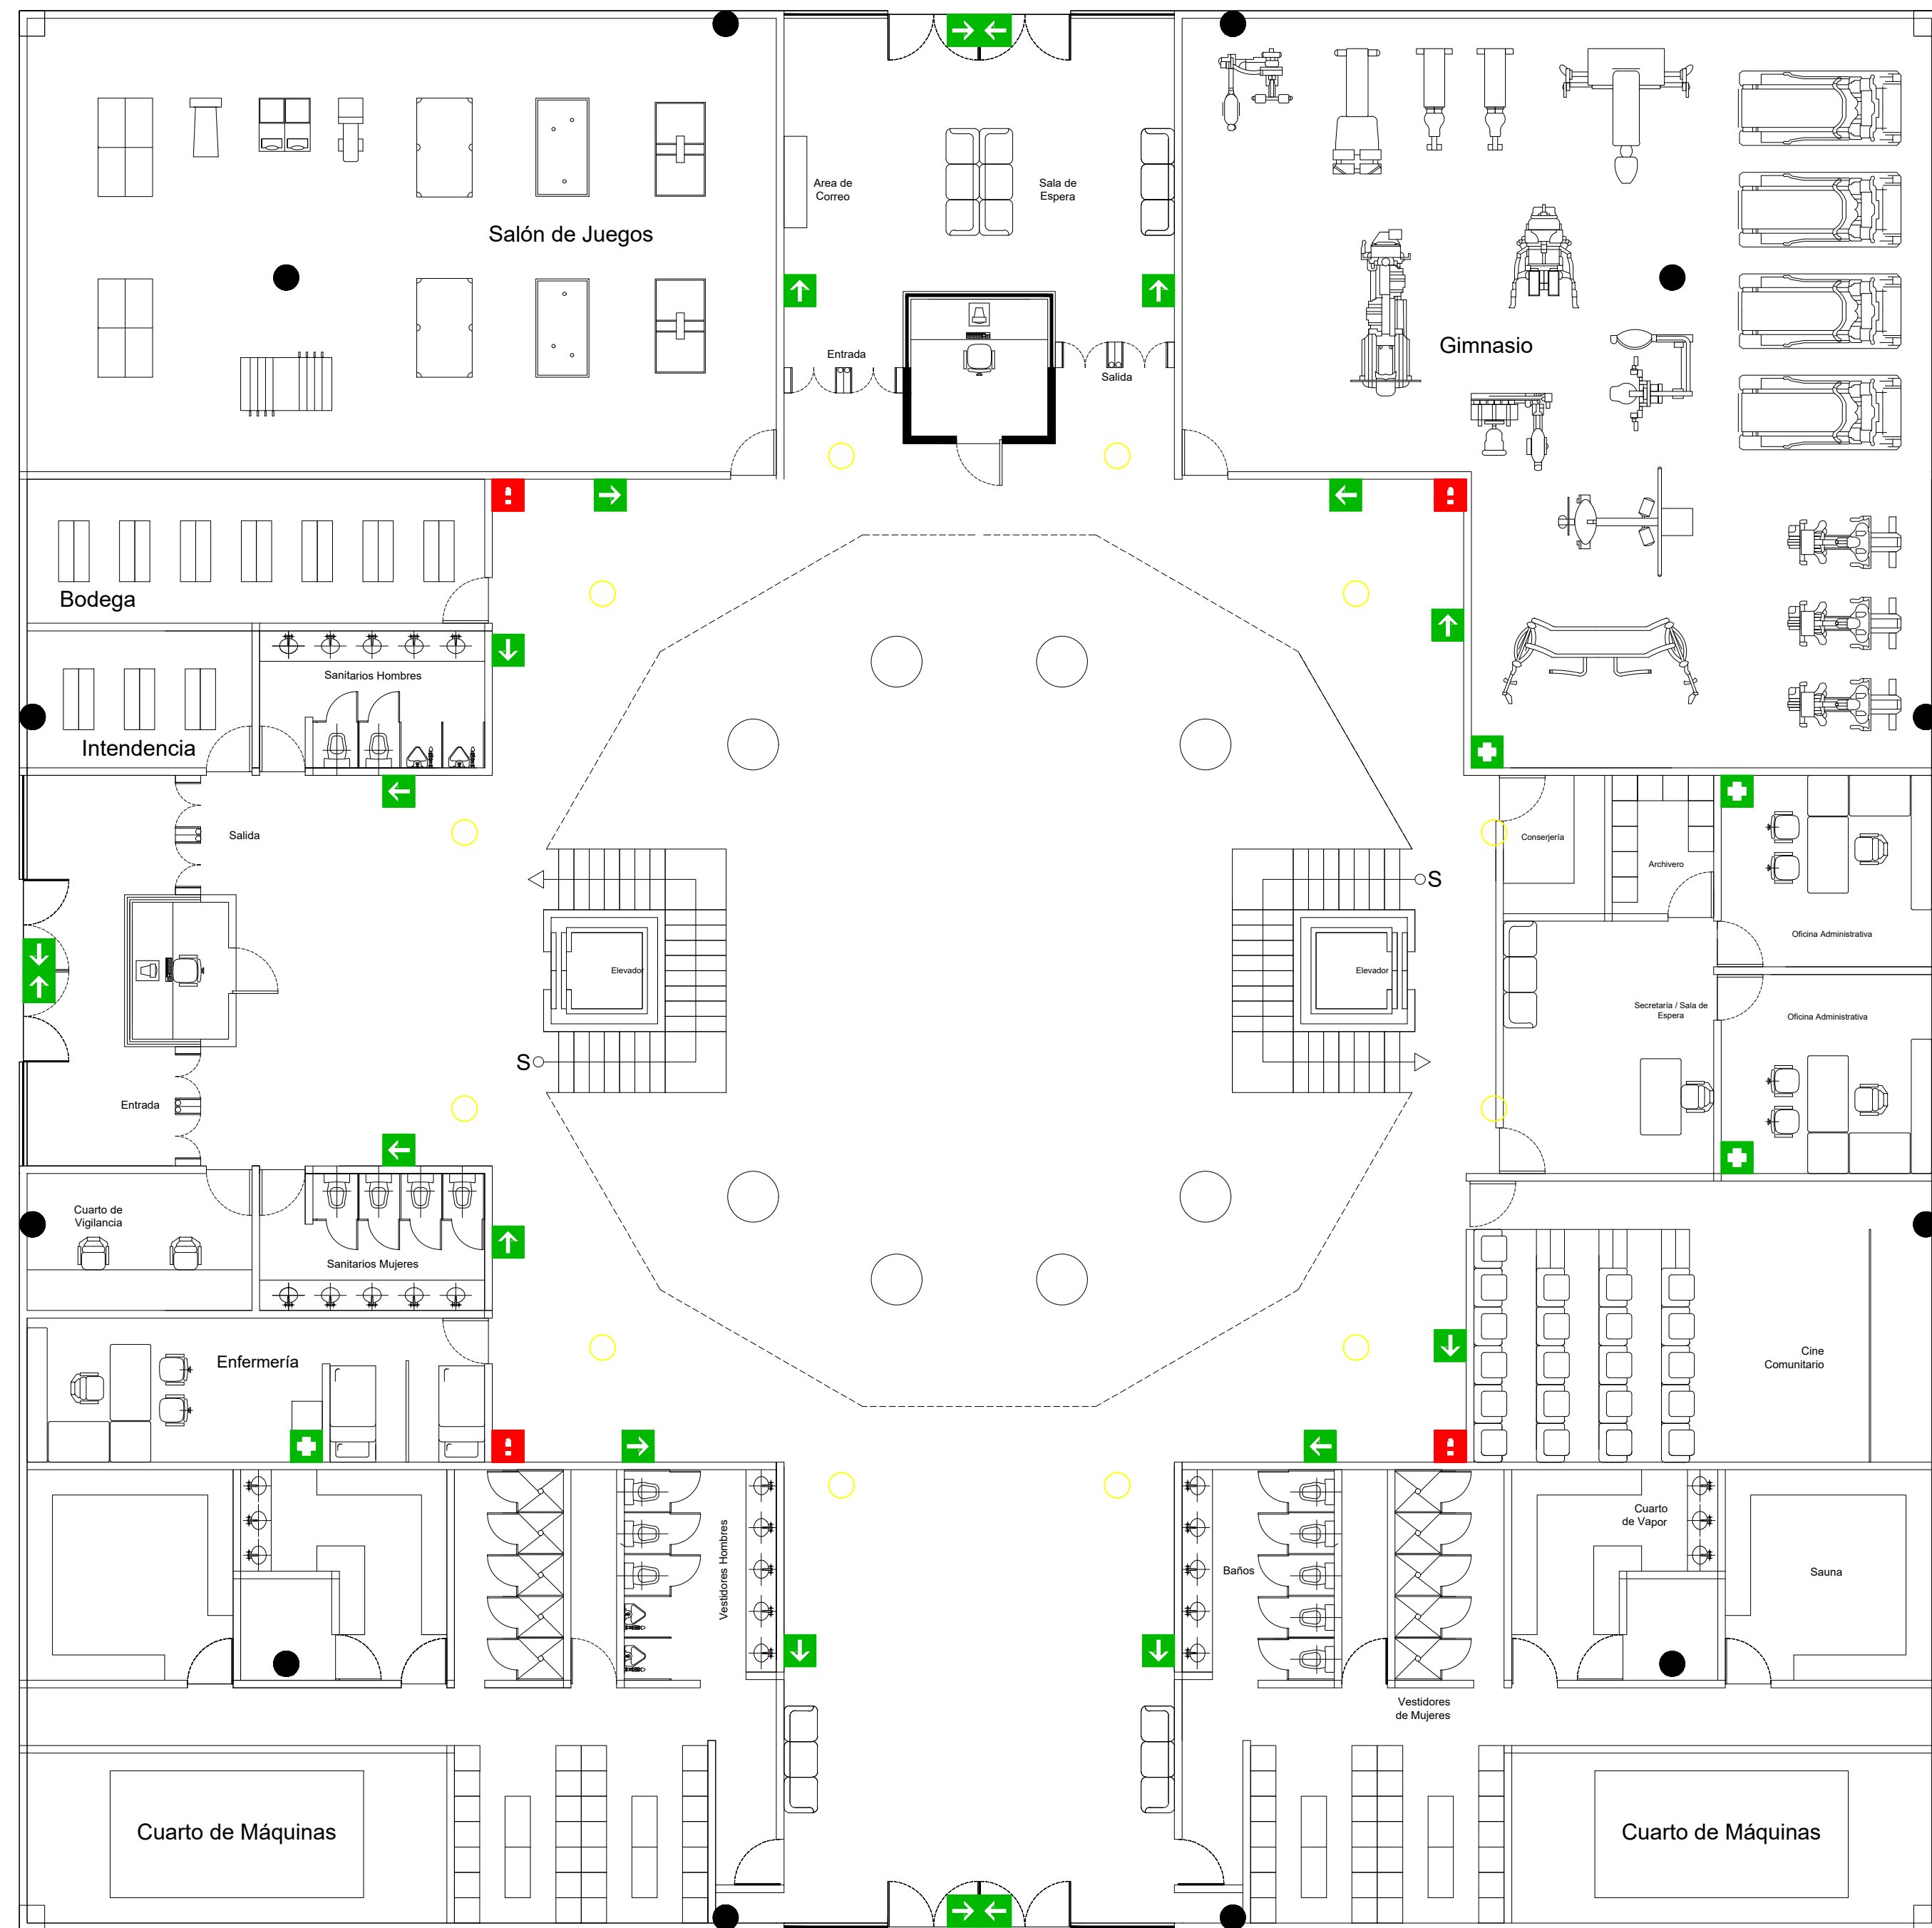 Area de
Correo
Sala de
Espera
Salón de Juegos
Gimnasio
Entrada
Salida
Bodega
Sanitarios Hombres
Intendencia
Salida
Conserjería
Archivero
S
Oficina Administrativa
Elevador
Elevador
Secretaría / Sala de
Espera
Oficina Administrativa
S
Entrada
Cuarto de
Vigilancia
Sanitarios Mujeres
Enfermería
Cine
Comunitario
Vestidores Hombres
Baños
Cuarto
de Vapor
Sauna
Vestidores
de Mujeres
Cuarto de Máquinas
Cuarto de Máquinas